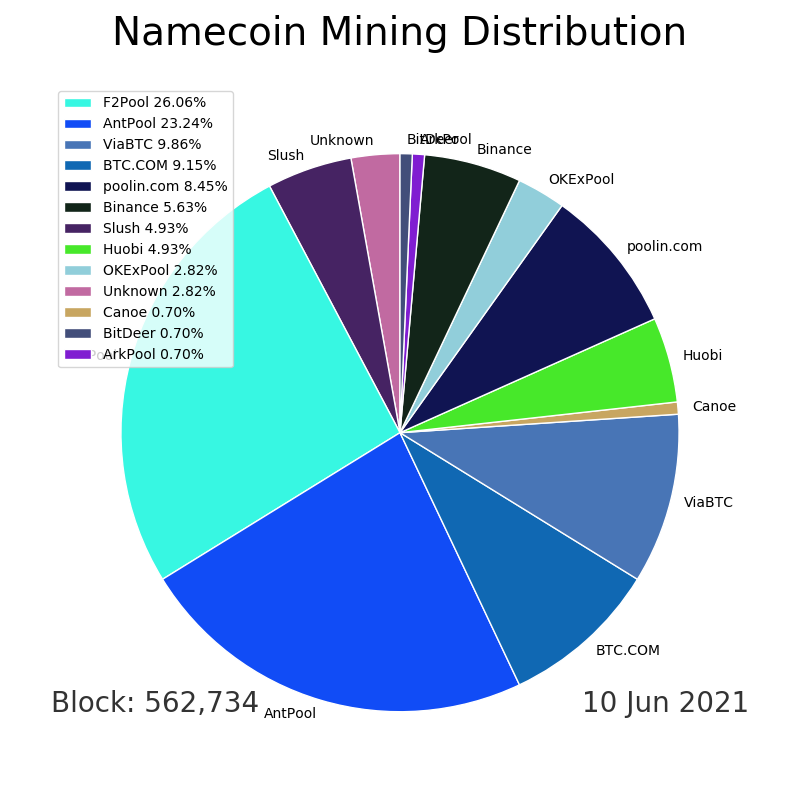 Namecoin Mining Distribution
F2Pool 26.06%
AntPool 23.24%
ViaBTC 9.86%
BTC.COM 9.15%
poolin.com 8.45%
Binance 5.63%
Slush 4.93%
Huobi 4.93%
OKExPool 2.82%
Unknown 2.82%
Canoe 0.70%
BitDeer 0.70%
ArkPool 0.70%
Slush
Unknown
BitDeer
ArkPool
Binance
OKExPool
poolin.com
Huobi
Canoe
ViaBTC
BTC.COM
AntPool
Block: 562,734
10 Jun 2021